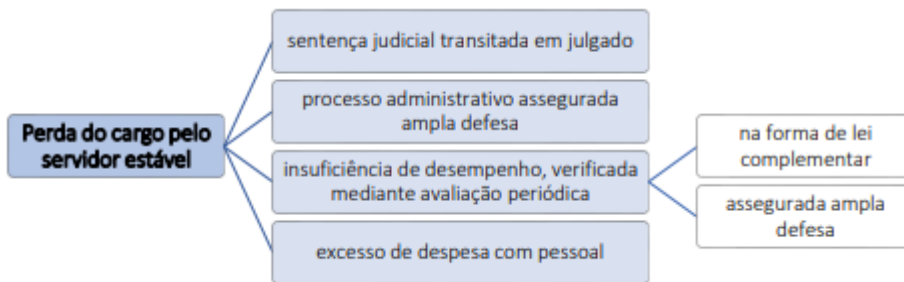 Perda do cargo pelo
servidor estável
sentença judicial transitada em julgado
processo administrativo assegurada
ampla defesa
insuficiência de desempenho, verificada
mediante avaliação periódica
na forma de lei
complementar
assegurada ampla
defesa
excesso de despesa com pessoal